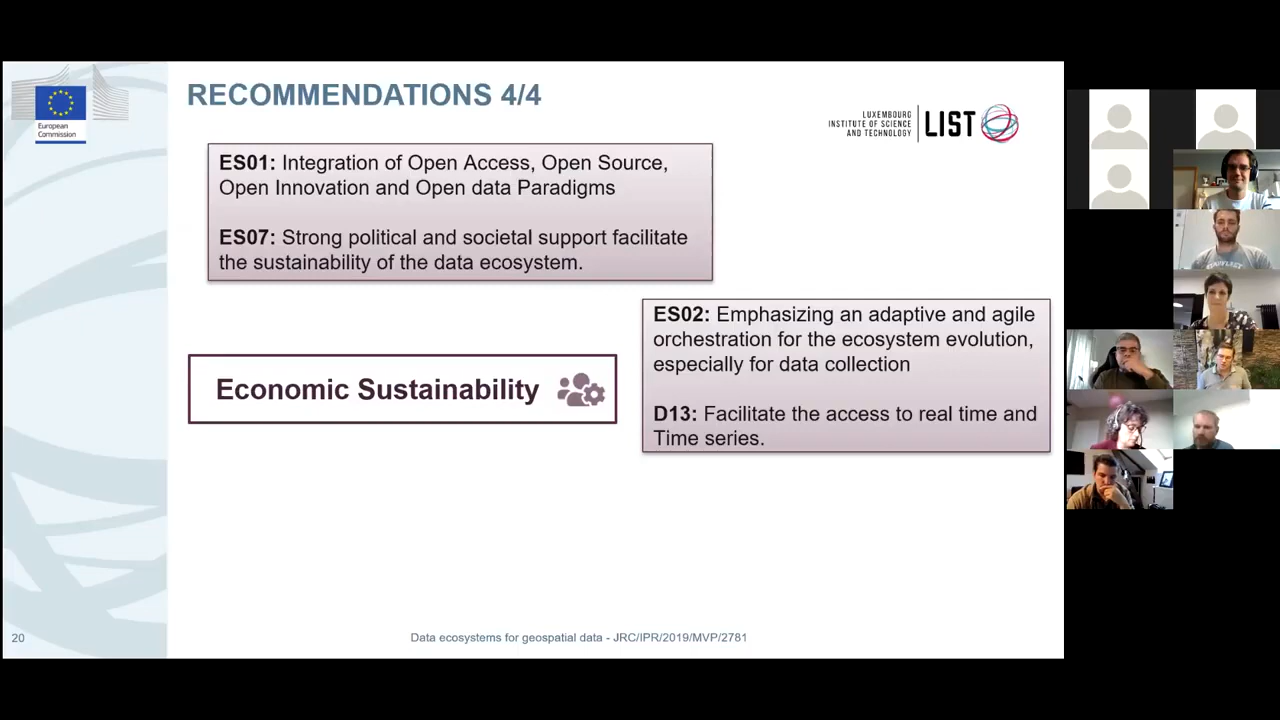 RECOMMENDATIONS 4/4
European
Commission
LUXEMBOURG
INSTITUTE OF SCIENCE
AND TECHNOLOGY
LIST
ES01: Integration of Open Access, Open Source,
Open Innovation and Open data Paradigms
ES07: Strong political and societal support facilitate
the sustainability of the data ecosystem.
ES02: Emphasizing an adaptive and agile
orchestration for the ecosystem evolution,
especially for data collection
D13: Facilitate the access to real time and
Time series.
Economic Sustainability
20
Data ecosystems for geospatial data - JRC/IPR/2019/MVP/2781